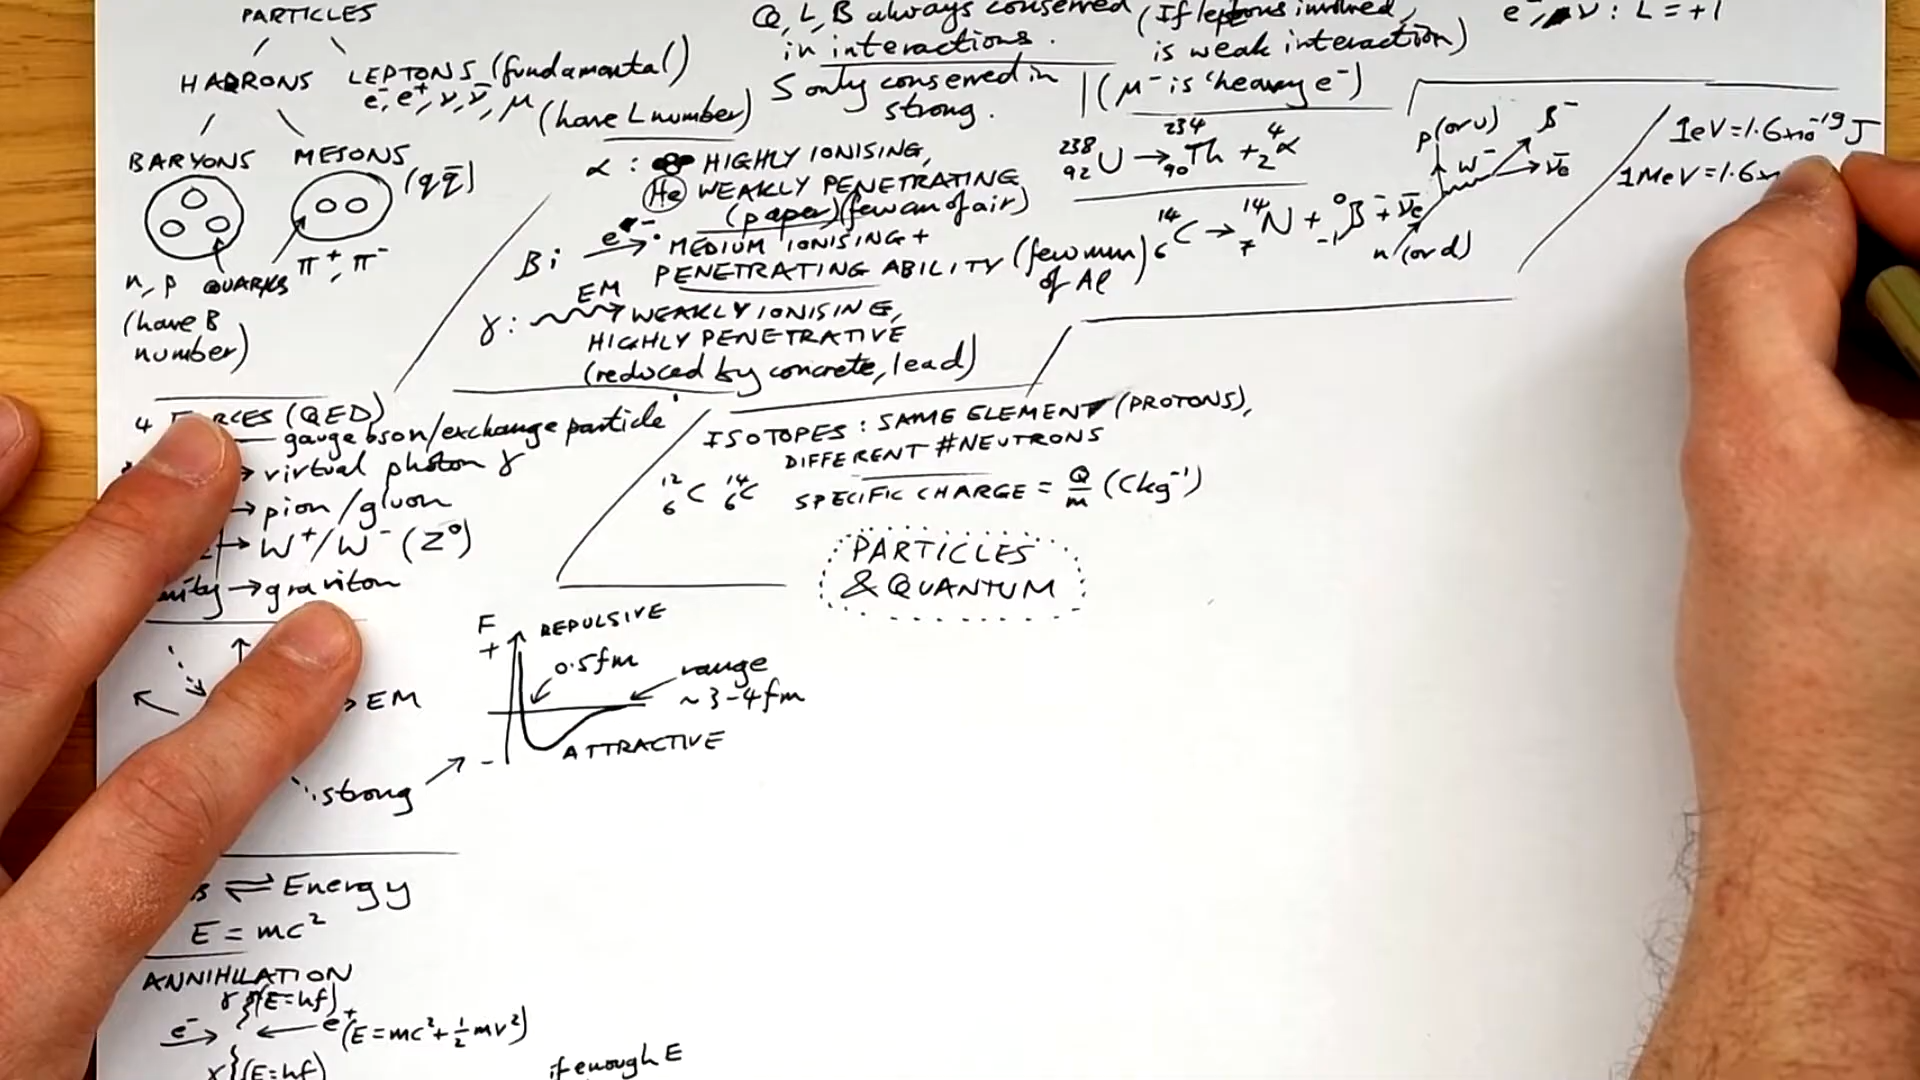 PARTICLES
HADRONS LEPTONS (fundamental)
e⁻, e⁺, ν, ν̄, μ
(have L number)
BARYONS MESONS
(qq̄)
n, p QUARKS π⁺, π⁻
(have B
number)
Q, L, B always conserved
in interactions.
(If leptons involved,
is weak interaction)
S only conserved in
strong.
(μ⁻ is 'heavy e⁻)
ν : L = +1
α : HIGHLY IONISING,
He WEAKLY PENETRATING
(paper) (few cm of air)
B: e⁻ MEDIUM IONISING +
PENETRATING ABILITY (few mm)
of Al
γ : EM WEAKLY IONISING,
HIGHLY PENETRATIVE
(reduced by concrete, lead)
²³⁸₉₂U → ²³⁴₉₀Th + ⁴₂α
¹⁴₆C → ¹⁴₇N + ⁰₋₁β⁻ + ν̄e
p (or u) β⁻
W⁻ ν̄e
n (or d)
1eV = 1.6×10⁻¹⁹ J
1MeV = 1.6×
4 FORCES (QED)
gauge boson/exchange particle
→ virtual photon γ
→ pion/gluon
→ W⁺/W⁻ (Z⁰)
→ graviton
ISOTOPES : SAME ELEMENT (PROTONS),
DIFFERENT #NEUTRONS
¹²₆C ¹⁴₆C SPECIFIC CHARGE = Q/m (Ckg⁻¹)
PARTICLES
& QUANTUM
F
+ REPULSIVE
0.5fm range
~3-4fm
- ATTRACTIVE
EM
strong
⇌ Energy
E = mc²
ANNIHILATION
γ (E=hf)
e⁻ → ← e⁺ (E = mc² + ½mv²)
γ (E=hf)
if enough E